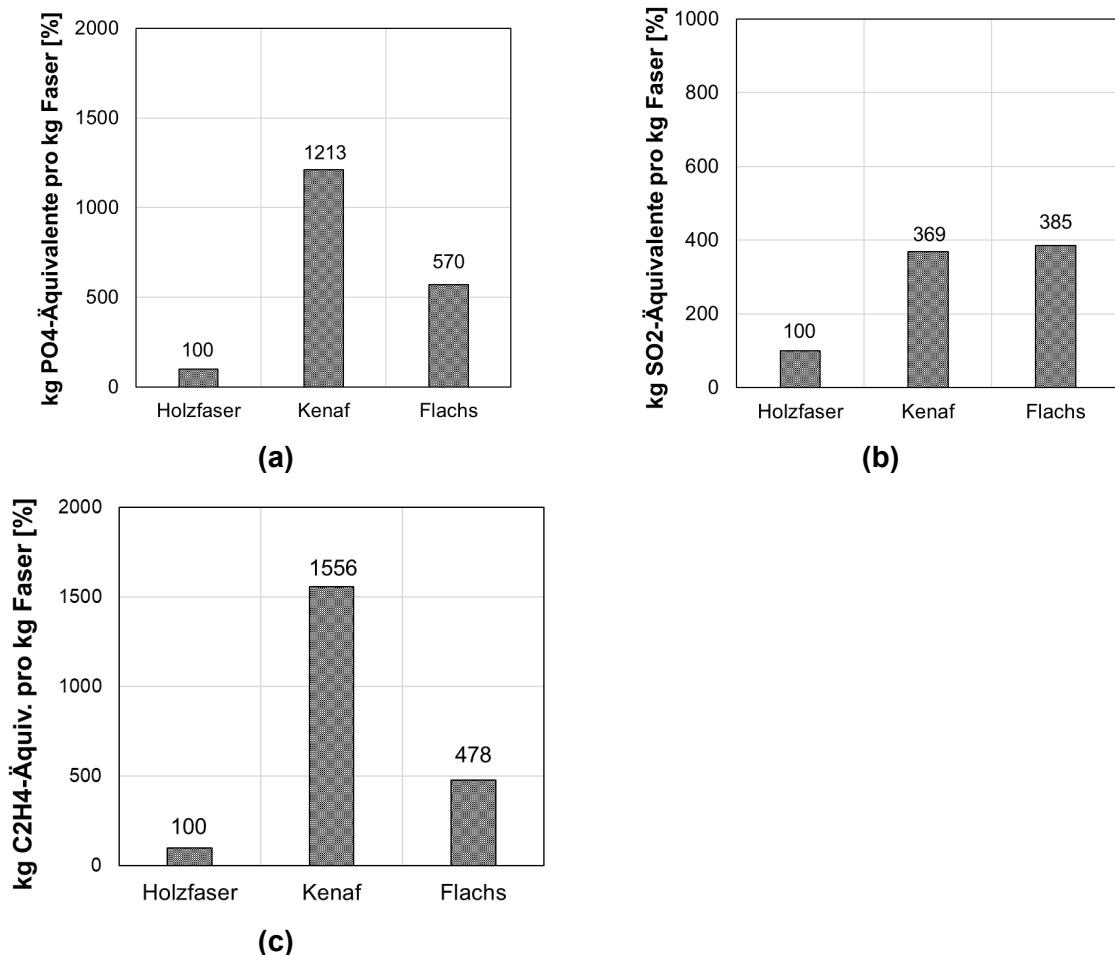 kg PO4-Äquivalente pro kg Faser [%]
2000
1500
1000
500
0
100
1213
570
Holzfaser Kenaf Flachs
(a)
kg SO2-Äquivalente pro kg Faser [%]
1000
800
600
400
200
0
100
369
385
Holzfaser Kenaf Flachs
(b)
kg C2H4-Äquiv. pro kg Faser [%]
2000
1500
1000
500
0
100
1556
478
Holzfaser Kenaf Flachs
(c)